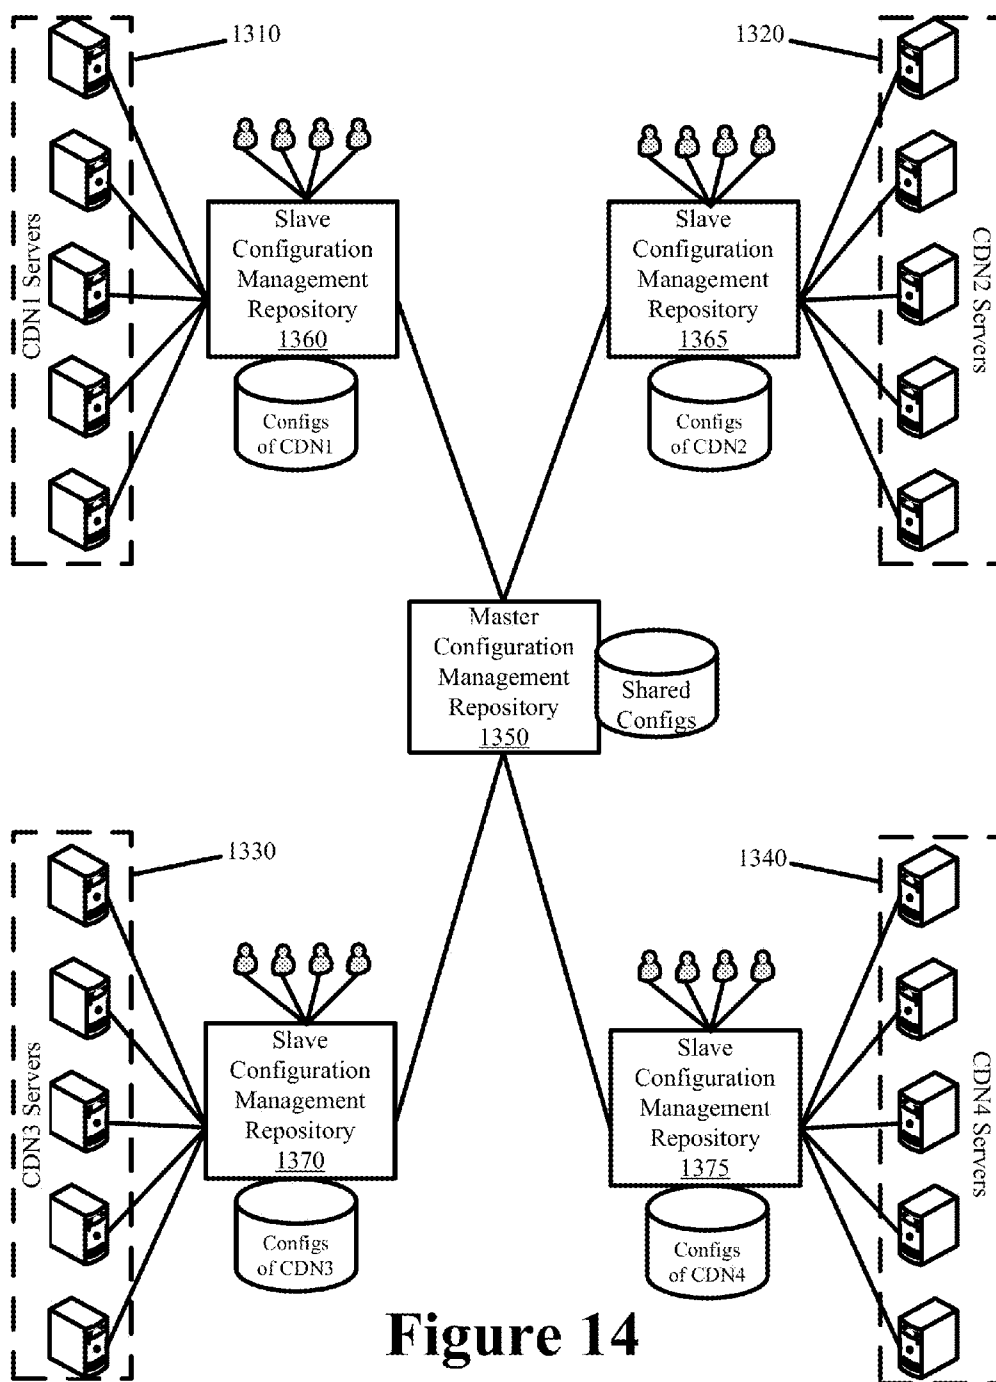 1310
1320
CDN1 Servers
Slave
Configuration
Management
Repository
1360
Configs
of CDN1
Slave
Configuration
Management
Repository
1365
Configs
of CDN2
CDN2 Servers
Master
Configuration
Management
Repository
1350
Shared
Configs
1330
1340
CDN3 Servers
Slave
Configuration
Management
Repository
1370
Configs
of CDN3
Slave
Configuration
Management
Repository
1375
Configs
of CDN4
CDN4 Servers
Figure 14